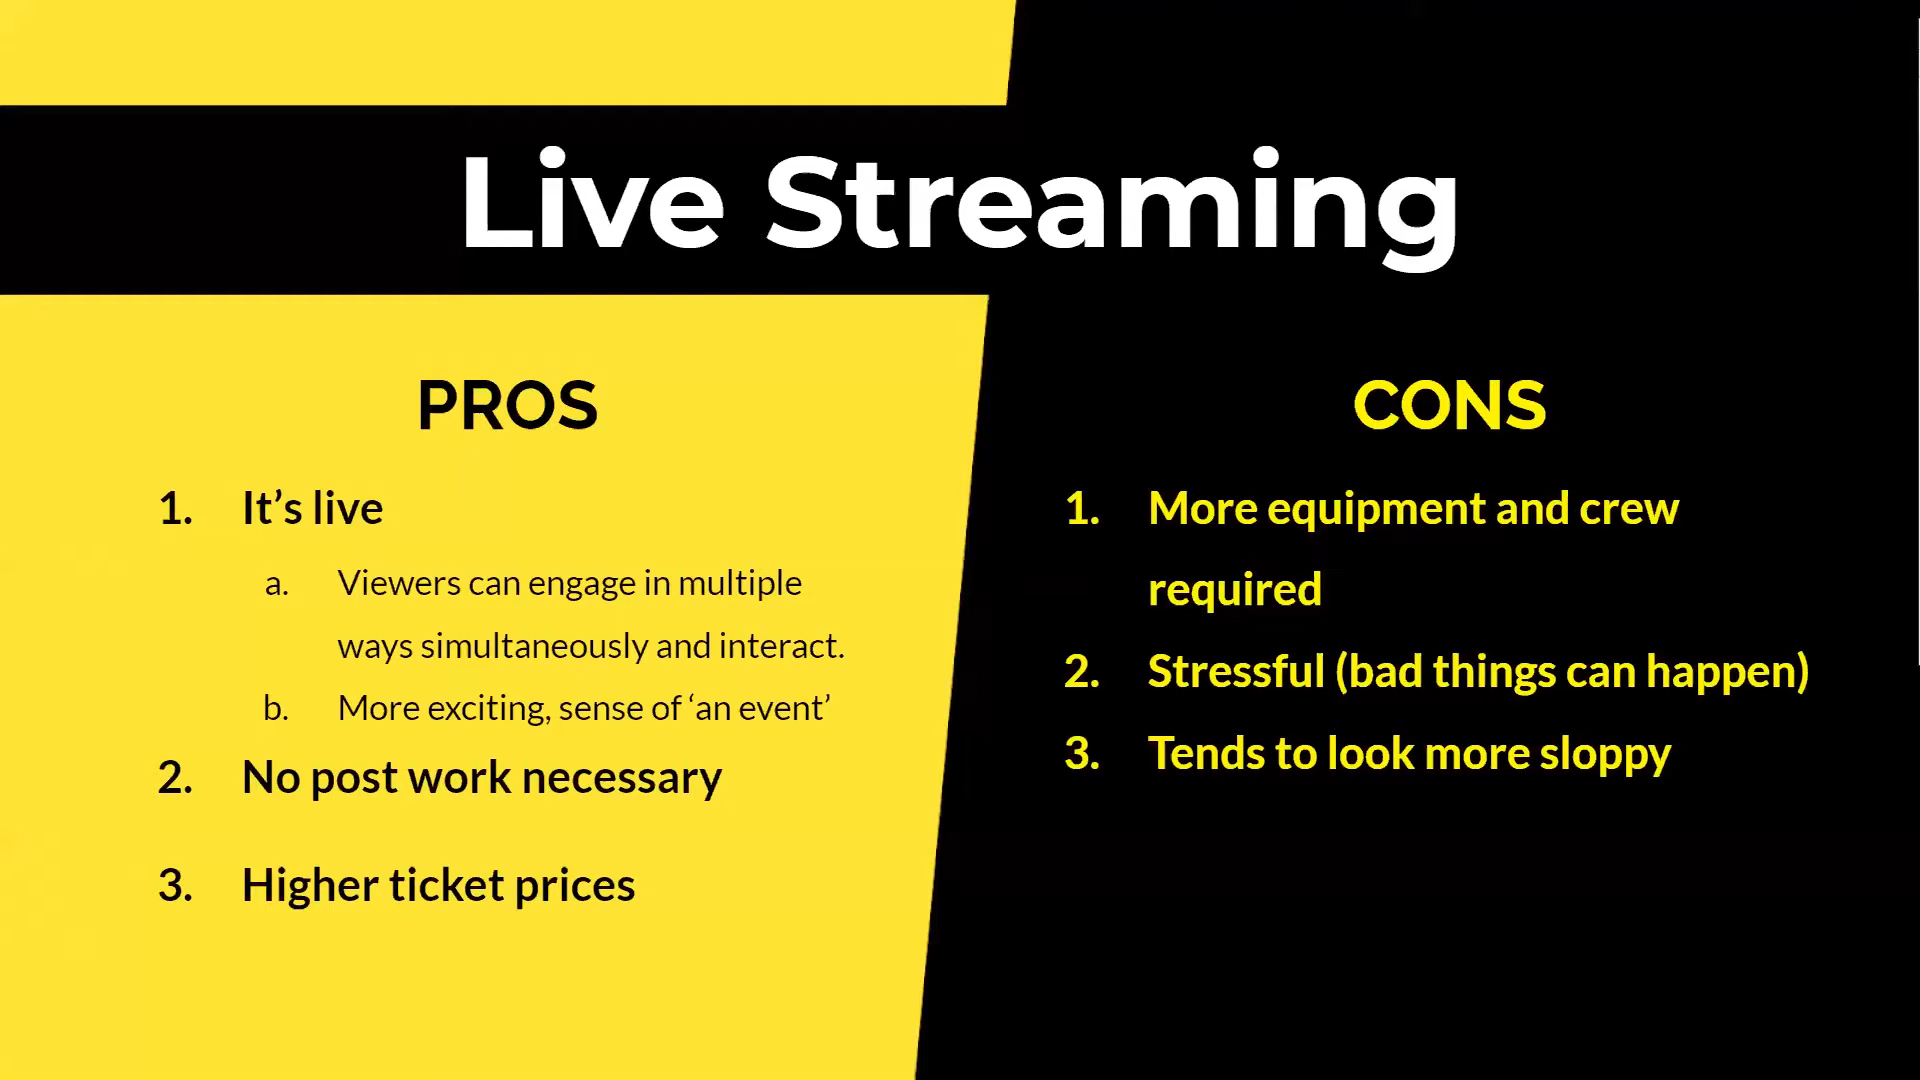 Live Streaming
PROS
1. It’s live
a. Viewers can engage in multiple
ways simultaneously and interact.
b. More exciting, sense of ‘an event’
2. No post work necessary
3. Higher ticket prices
CONS
1. More equipment and crew
required
2. Stressful (bad things can happen)
3. Tends to look more sloppy